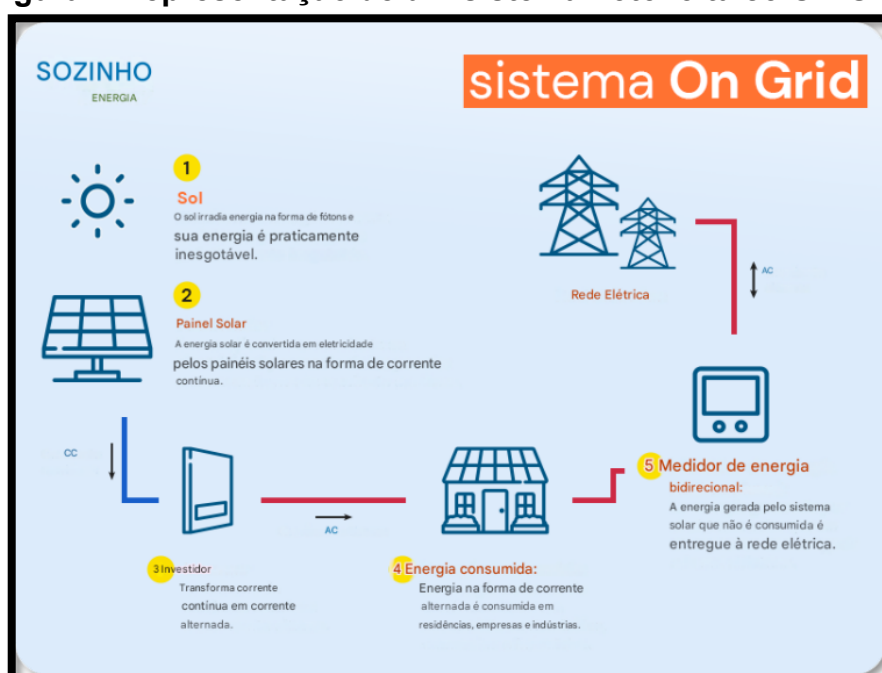 SOZINHO
ENERGIA
sistema On Grid
1
Sol
O sol irradia energia na forma de fótons e
sua energia é praticamente
inesgotável.
2
Painel Solar
A energia solar é convertida em eletricidade
pelos painéis solares na forma de corrente
contínua.
Rede Elétrica
AC
CC
AC
3 Investidor
Transforma corrente
contínua em corrente
alternada.
4 Energia consumida:
Energia na forma de corrente
alternada é consumida em
residências, empresas e indústrias.
5 Medidor de energia
bidirecional:
A energia gerada pelo sistema
solar que não é consumida é
entregue à rede elétrica.